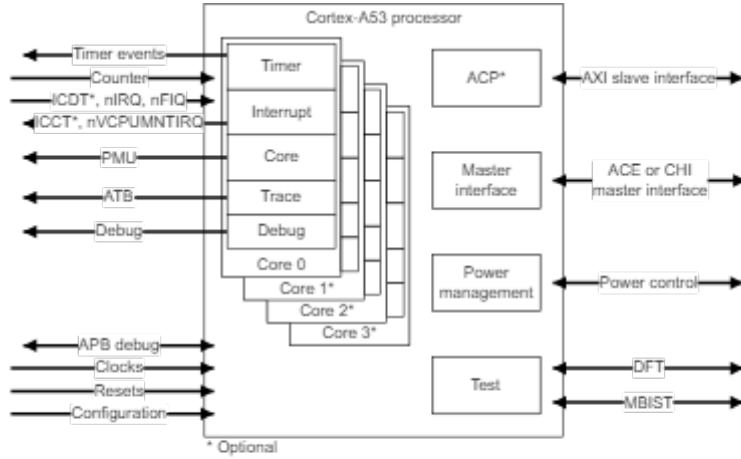 Cortex-A53 processor
Timer events
Counter
ICDT*, nIRQ, nFIQ
ICCT*, nVCPUMNTIRQ
PMU
ATB
Debug
Timer
Interrupt
Core
Trace
Debug
Core 0
Core 1*
Core 2*
Core 3*
APB debug
Clocks
Resets
Configuration
ACP*
Master
interface
Power
management
Test
AXI slave interface
ACE or CHI
master interface
Power control
DFT
MBIST
* Optional